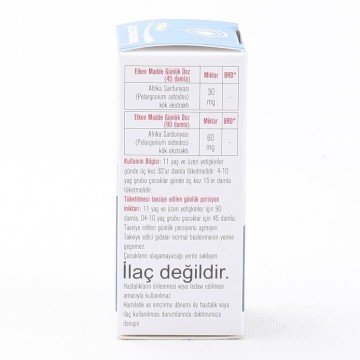 Etken Madde Günlük Doz (45 damla) Miktar BRD*
Afrika Sardunyası (Pelargonium sidoides) kök ekstraktı 30 mg -
Etken Madde Günlük Doz (90 damla) Miktar BRD*
Afrika Sardunyası (Pelargonium sidoides) kök ekstraktı 60 mg -
Kullanım Bilgisi: 11 yaş ve üzeri yetişkinler
günde üç kez 30'ar damla tüketmelidir. 4-10
yaş grubu çocuklar günde üç kez 15'er damla
tüketmelidir.
Tüketilmesi tavsiye edilen günlük porsiyon
miktarı: 11 yaş ve üzeri yetişkinler için 90
damla, 04-10 yaş grubu çocuklar için 45 damla.
Tavsiye edilen günlük porsiyonu aşmayın.
Takviye edici gıdalar normal beslenmenin yerine
geçemez.
Çocukların ulaşamayacağı yerde saklayın.
İlaç değildir.
Hastalıkların önlenmesi veya tedavi edilmesi
amacıyla kullanılmaz.
Hamilelik ve emzirme dönemi ile hastalık veya
ilaç kullanılması durumlarında doktorunuza
danışın.